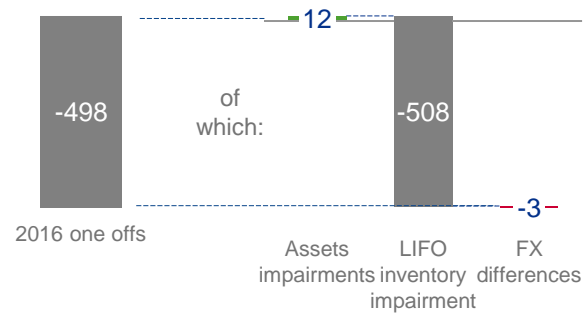 12
-498
of
which:
-508
-3
2016 one offs
Assets
impairments
LIFO
inventory
impairment
FX
differences